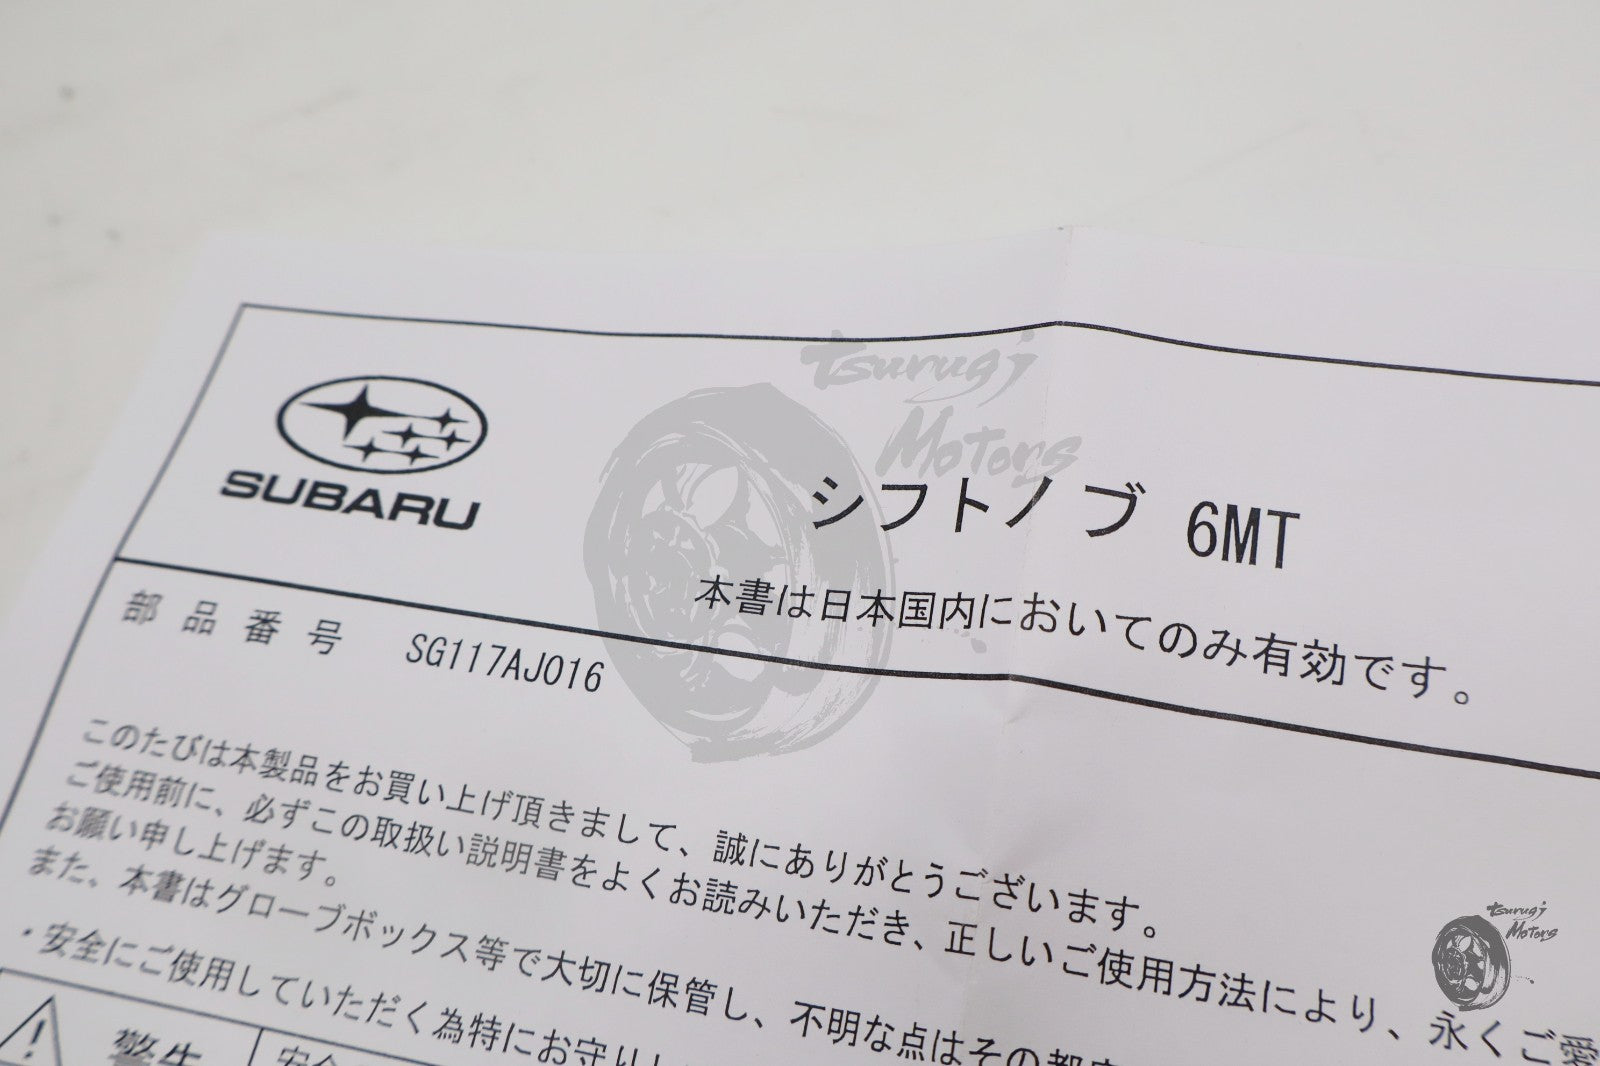 SUBARU
シフトノブ 6MT
本書は日本国内においてのみ有効です。
部品番号 SG117AJ016
このたびは本製品をお買い上げ頂きまして、誠にありがとうございます。
ご使用前に、必ずこの取扱い説明書をよくお読みいただき、正しいご使用方法により、永くご愛
お願い申し上げます。
また、本書はグローブボックス等で大切に保管し、不明な点はその都度
・安全にご使用していただく為特にお守りし
警告
安全
tsurugi
Motors
tsurugi
Motors